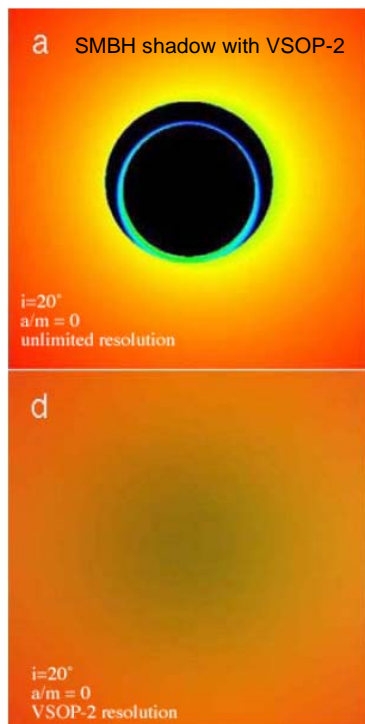 a SMBH shadow with VSOP-2
i=20°
a/m = 0
unlimited resolution
d
i=20°
a/m = 0
VSOP-2 resolution